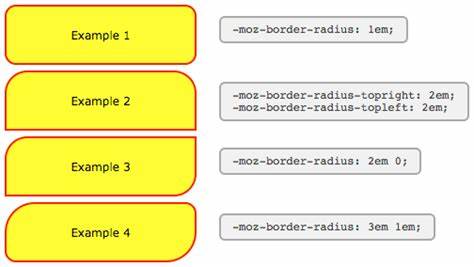 Example 1
-moz-border-radius: 1em;
Example 2
-moz-border-radius-topright: 2em;
-moz-border-radius-topleft: 2em;
Example 3
-moz-border-radius: 2em 0;
Example 4
-moz-border-radius: 3em 1em;